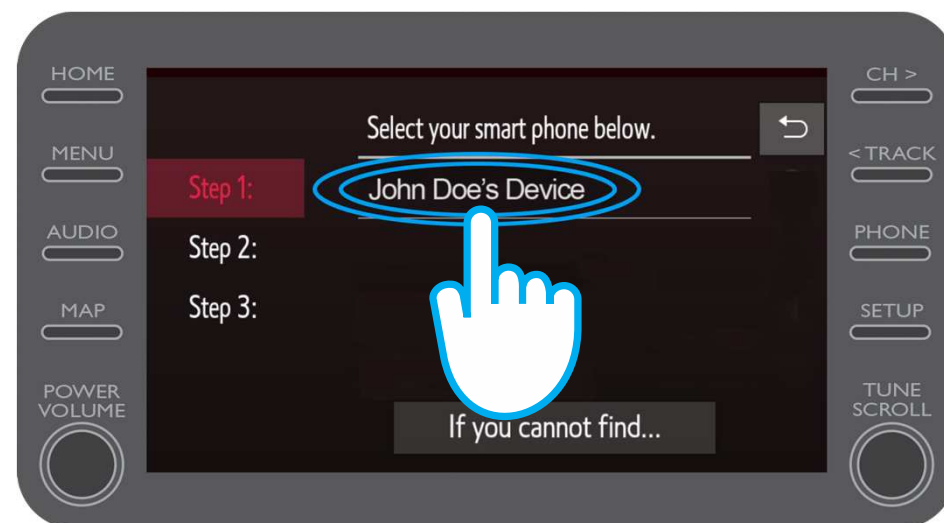 HOME
MENU
AUDIO
MAP
POWER
VOLUME
Select your smart phone below.
Step 1:
John Doe's Device
Step 2:
Step 3:
If you cannot find...
CH >
< TRACK
PHONE
SETUP
TUNE
SCROLL